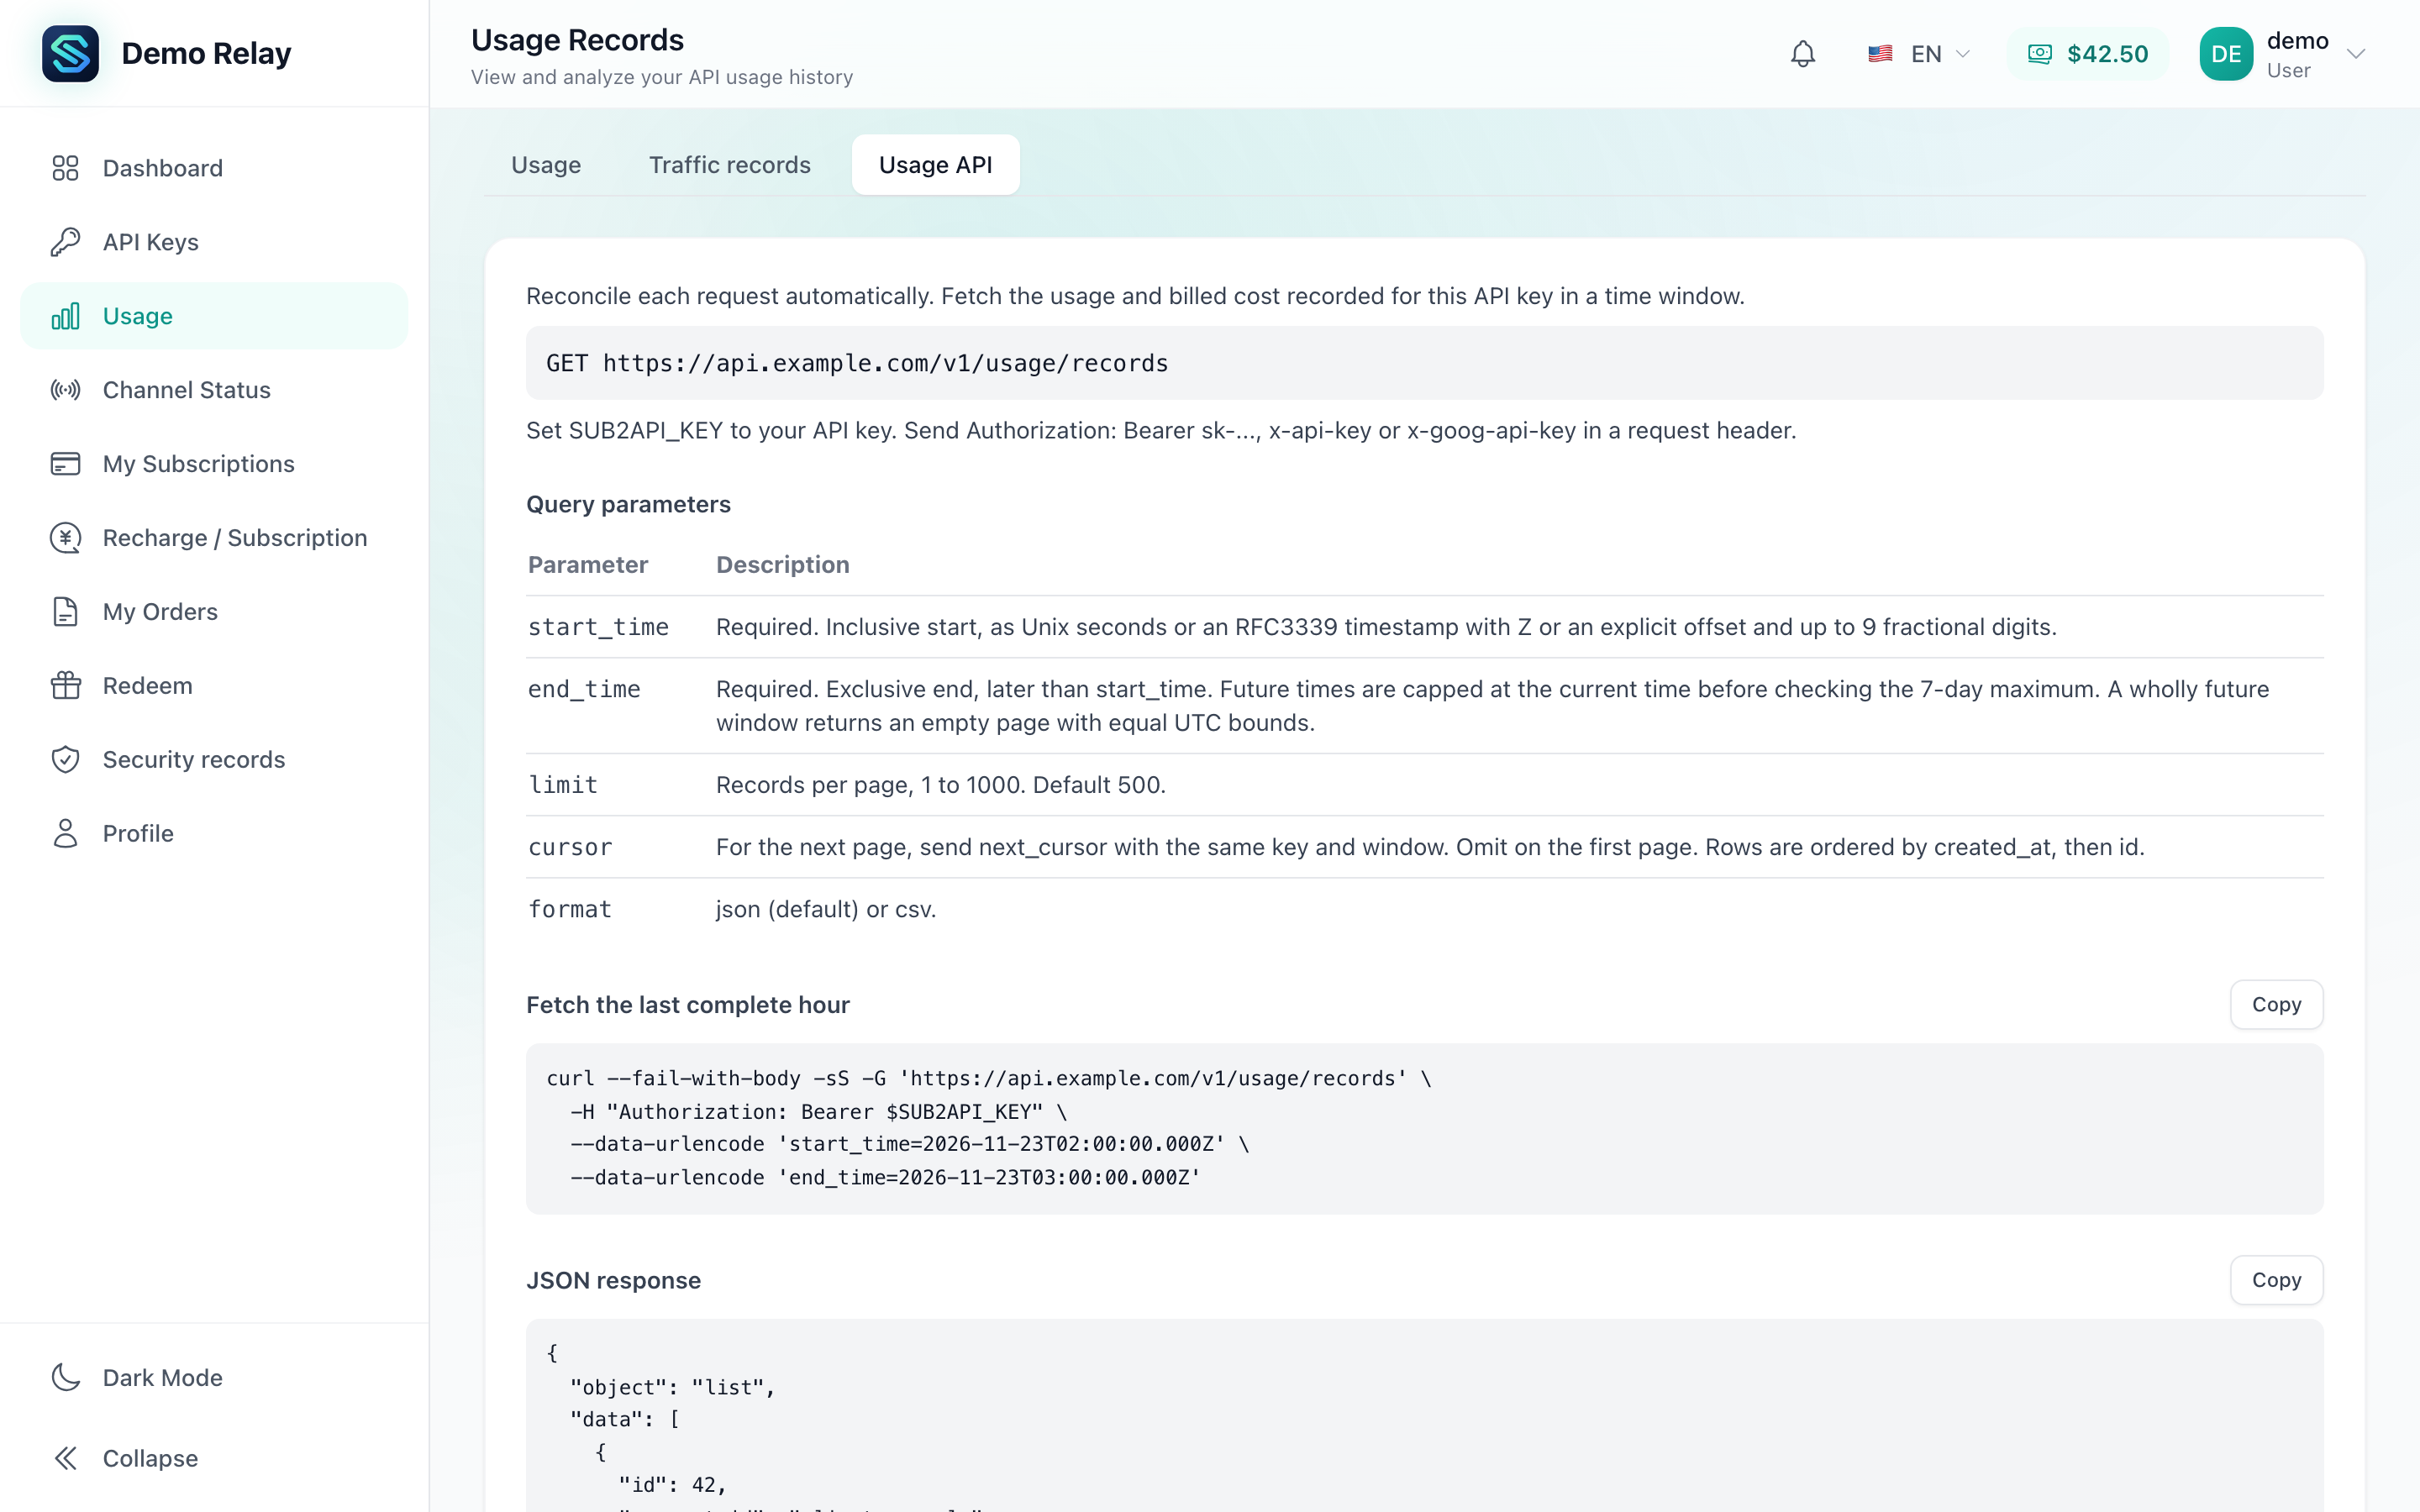 Demo Relay
Dashboard
API Keys
Usage
Channel Status
My Subscriptions
Recharge / Subscription
My Orders
Redeem
Security records
Profile
Dark Mode
Collapse
Usage Records
View and analyze your API usage history
EN
$42.50
DE
demo
User
Usage
Traffic records
Usage API
Reconcile each request automatically. Fetch the usage and billed cost recorded for this API key in a time window.
GET https://api.example.com/v1/usage/records
Set SUB2API_KEY to your API key. Send Authorization: Bearer sk-..., x-api-key or x-goog-api-key in a request header.
Query parameters
Parameter Description
start_time Required. Inclusive start, as Unix seconds or an RFC3339 timestamp with Z or an explicit offset and up to 9 fractional digits.
end_time Required. Exclusive end, later than start_time. Future times are capped at the current time before checking the 7-day maximum. A wholly future
window returns an empty page with equal UTC bounds.
limit Records per page, 1 to 1000. Default 500.
cursor For the next page, send next_cursor with the same key and window. Omit on the first page. Rows are ordered by created_at, then id.
format json (default) or csv.
Fetch the last complete hour
Copy
curl --fail-with-body -sS -G 'https://api.example.com/v1/usage/records' \
-H "Authorization: Bearer $SUB2API_KEY" \
--data-urlencode 'start_time=2026-11-23T02:00:00.000Z' \
--data-urlencode 'end_time=2026-11-23T03:00:00.000Z'
JSON response
Copy
{
"object": "list",
"data": [
{
"id": 42,